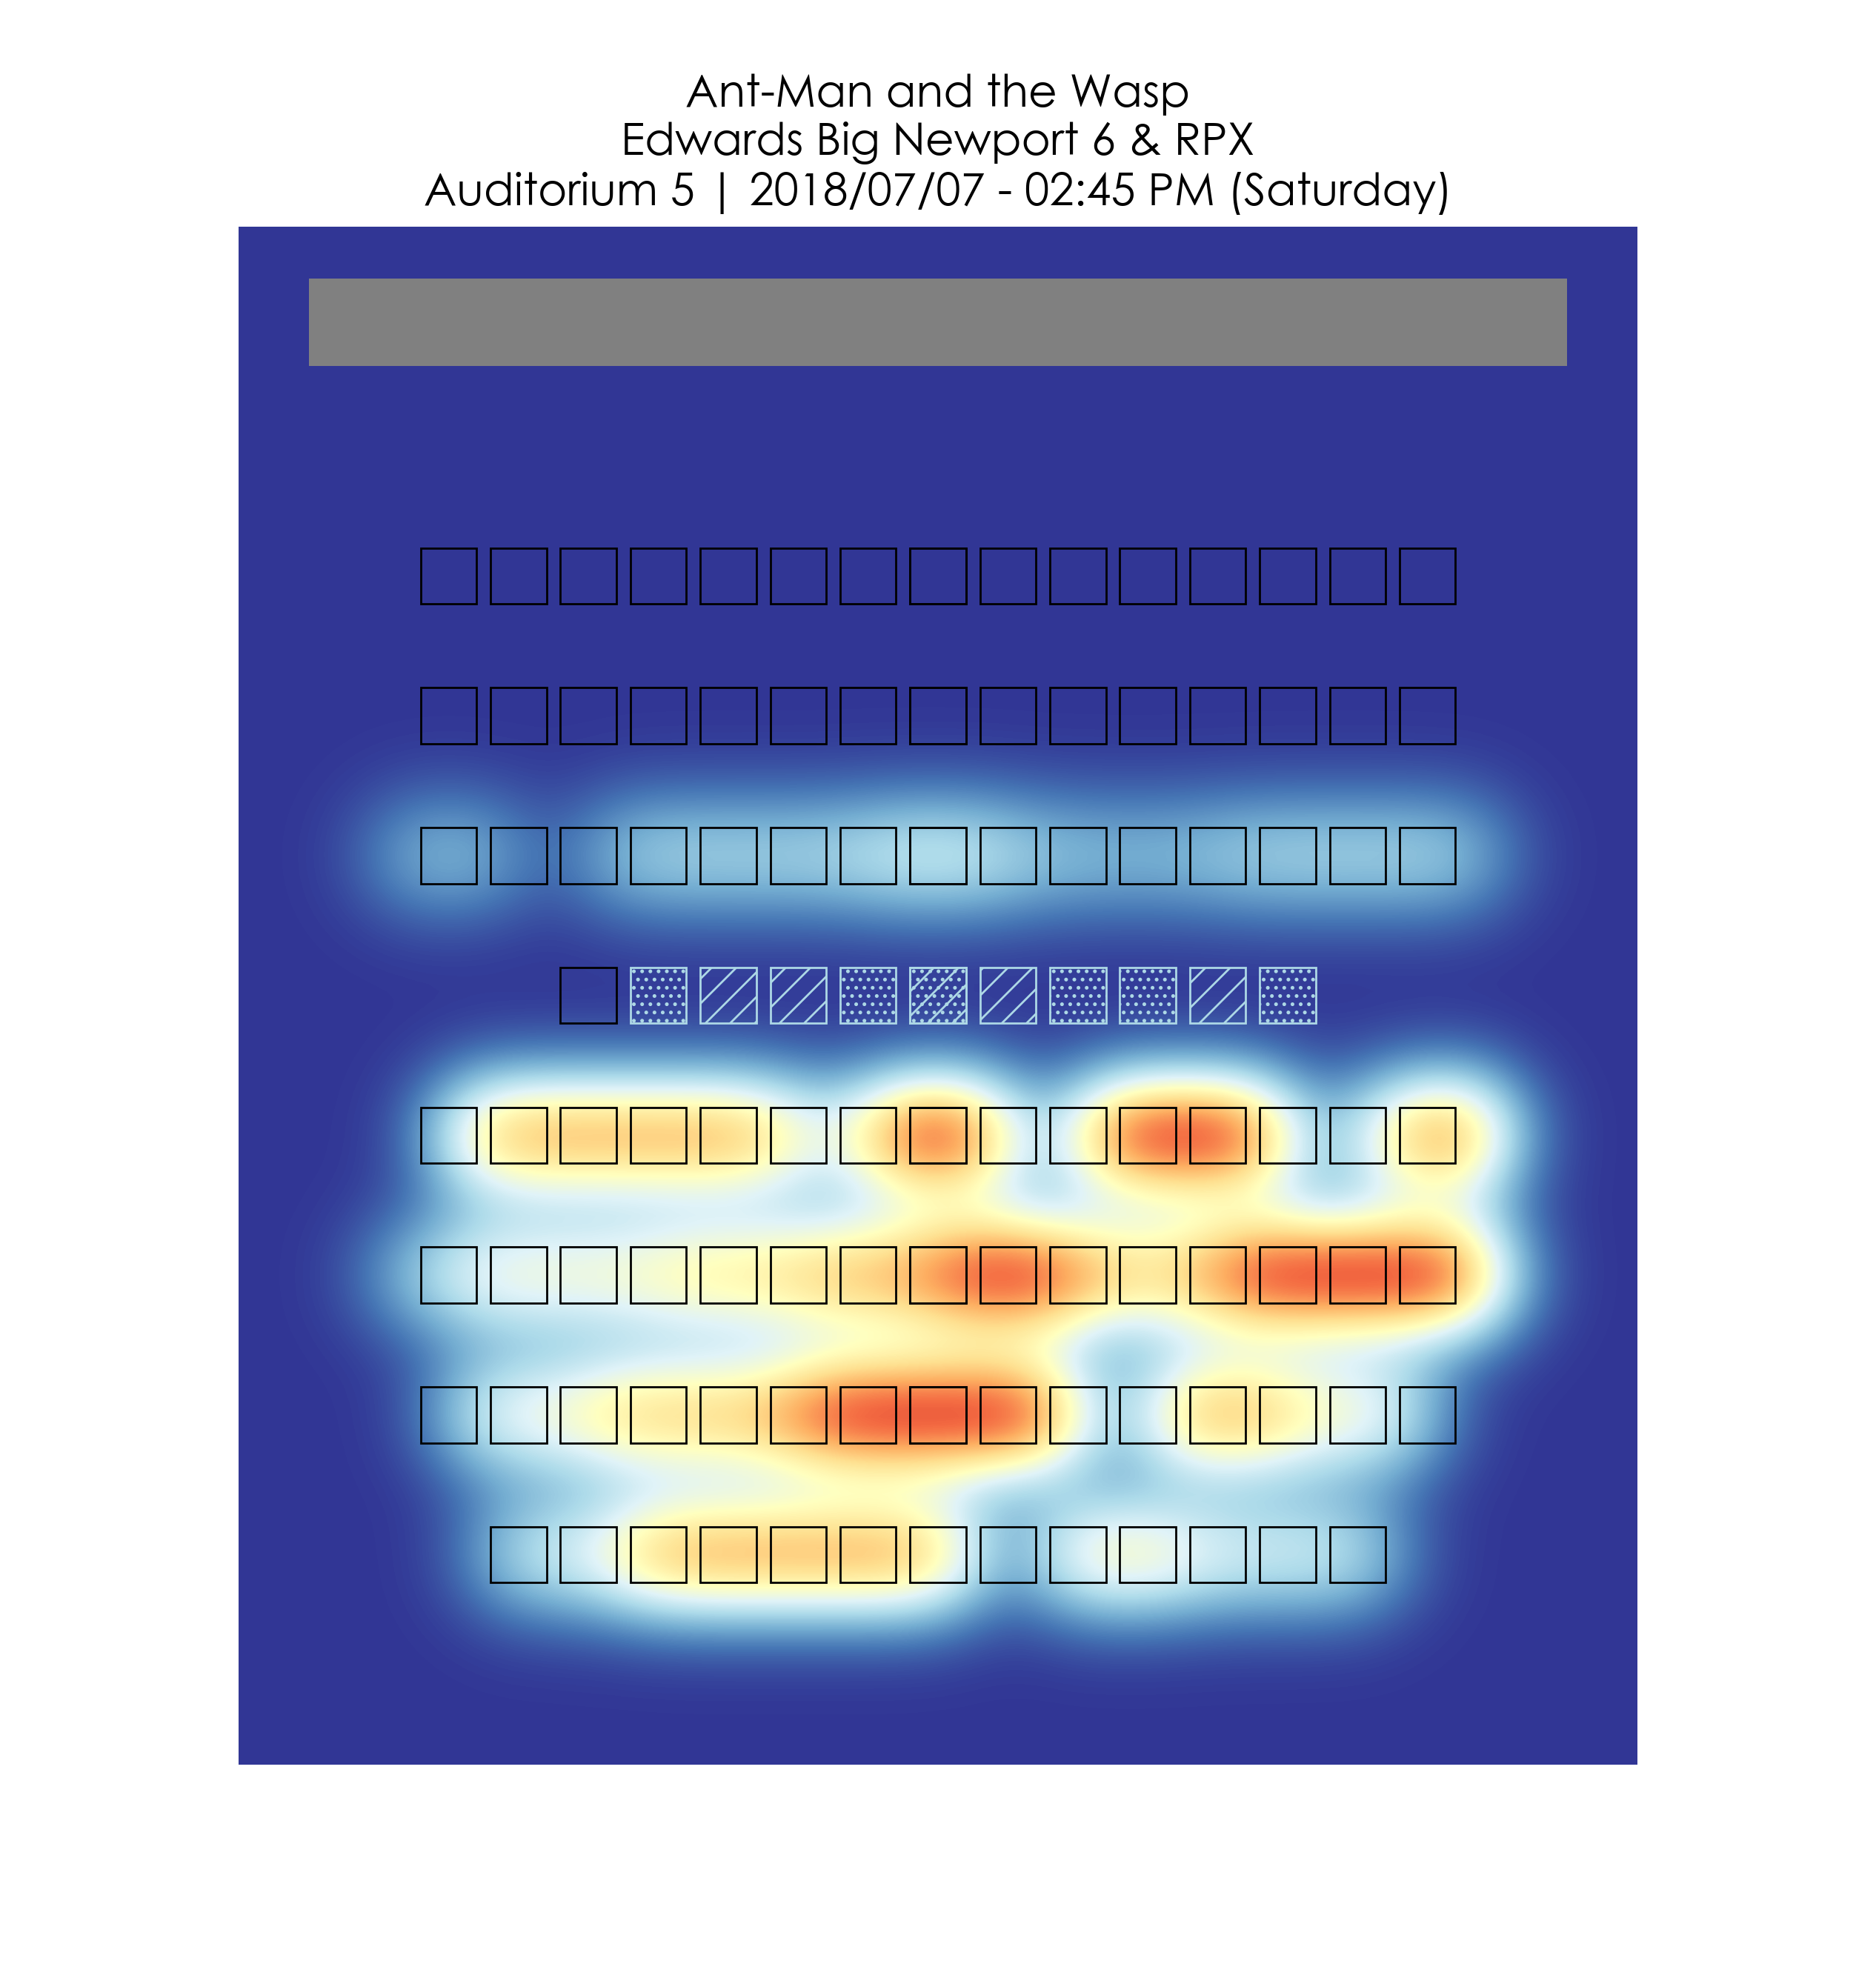 Ant-Man and the Wasp
Edwards Big Newport 6 & RPX
Auditorium 5 | 2018/07/07 - 02:45 PM (Saturday)